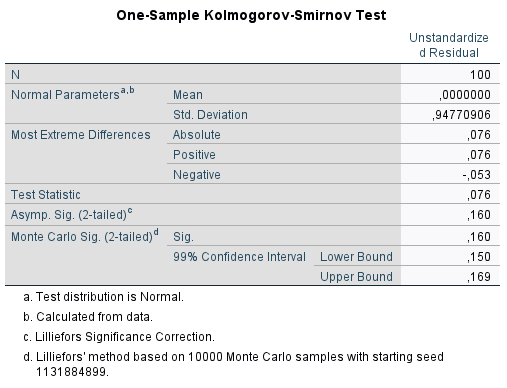 One-Sample Kolmogorov-Smirnov Test
Unstandardize
d Residual
N 100
Normal Parametersa,b Mean ,0000000
Std. Deviation ,94770906
Most Extreme Differences Absolute ,076
Positive ,076
Negative -,053
Test Statistic ,076
Asymp. Sig. (2-tailed)c ,160
Monte Carlo Sig. (2-tailed)d Sig. ,160
99% Confidence Interval Lower Bound ,150
Upper Bound ,169
a. Test distribution is Normal.
b. Calculated from data.
c. Lilliefors Significance Correction.
d. Lilliefors' method based on 10000 Monte Carlo samples with starting seed
1131884899.